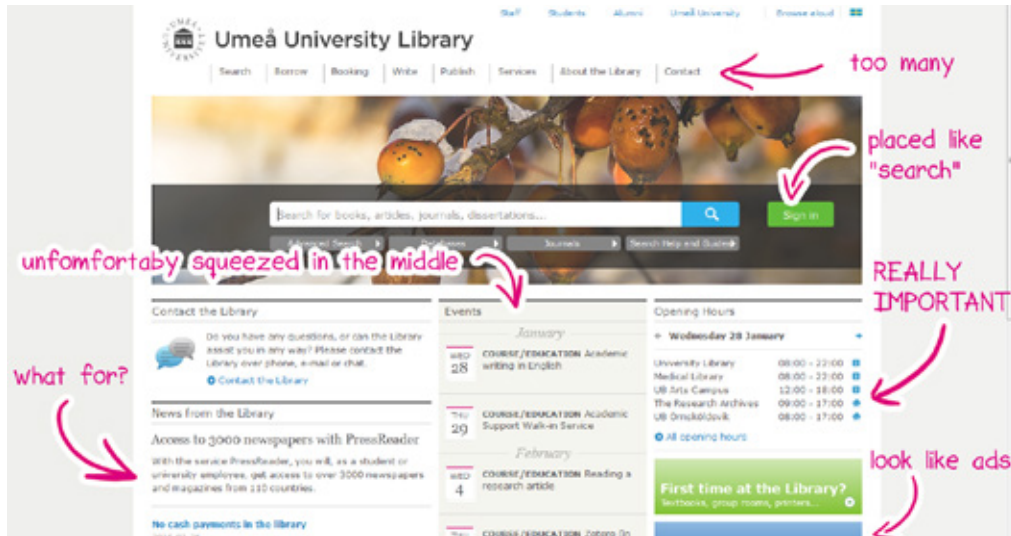 Staff Students Alumni Umeå University Browse aloud
Umeå University Library
Search Borrow Booking Write Publish Services About the Library Contact
too many
placed like
"search"
Search for books, articles, journals, dissertations...
Sign in
Advanced Search Databases Journals Search Help and Guides
unfomfortaby squeezed in the middle
REALLY
IMPORTANT
Contact the Library
Do you have any questions, or can the Library
assist you in any way? Please contact the
Library over phone, e-mail or chat.
Contact the Library
what for?
News from the Library
Access to 3000 newspapers with PressReader
With the service PressReader, you will, as a student or
university employee, get access to over 3000 newspapers
and magazines from 110 countries.
No cash payments in the library
Events
January
WED
28
COURSE/EDUCATION Academic
writing in English
THU
29
COURSE/EDUCATION Academic
Support Walk-in Service
February
WED
4
COURSE/EDUCATION Reading a
research article
COURSE/EDUCATION Zotero
Opening Hours
Wednesday 28 January
University Library 08:00 - 22:00
Medical Library 08:00 - 22:00
UB Arts Campus 12:00 - 18:00
The Research Archives 09:00 - 17:00
UB Örnsköldsvik 08:00 - 17:00
All opening hours
look like ads
First time at the Library?
Textbooks, group rooms, printers...